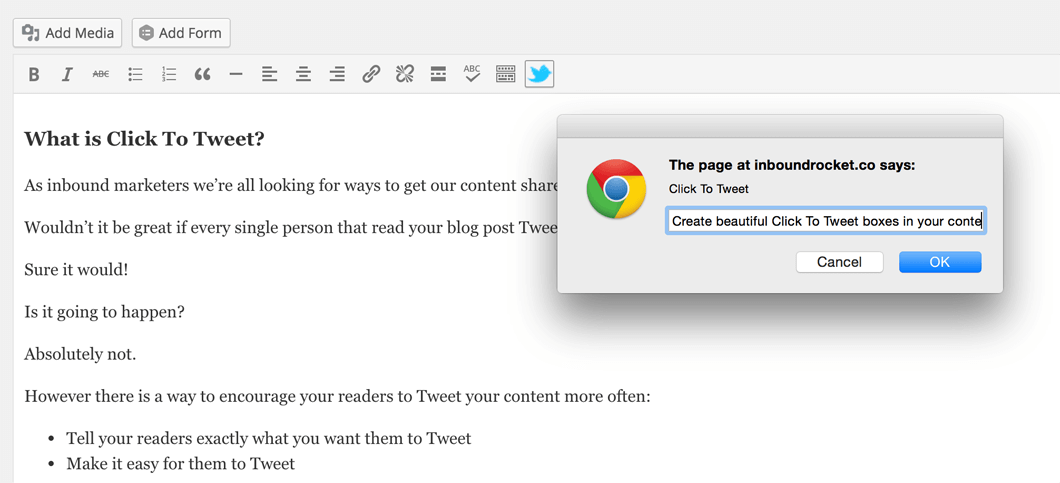 Add Media Add Form
B I ABC ABC
What is Click To Tweet?
As inbound marketers we’re all looking for ways to get our content share
Wouldn’t it be great if every single person that read your blog post Twee
Sure it would!
Is it going to happen?
Absolutely not.
However there is a way to encourage your readers to Tweet your content more often:
• Tell your readers exactly what you want them to Tweet
• Make it easy for them to Tweet
The page at inboundrocket.co says:
Click To Tweet
Create beautiful Click To Tweet boxes in your conte
Cancel OK